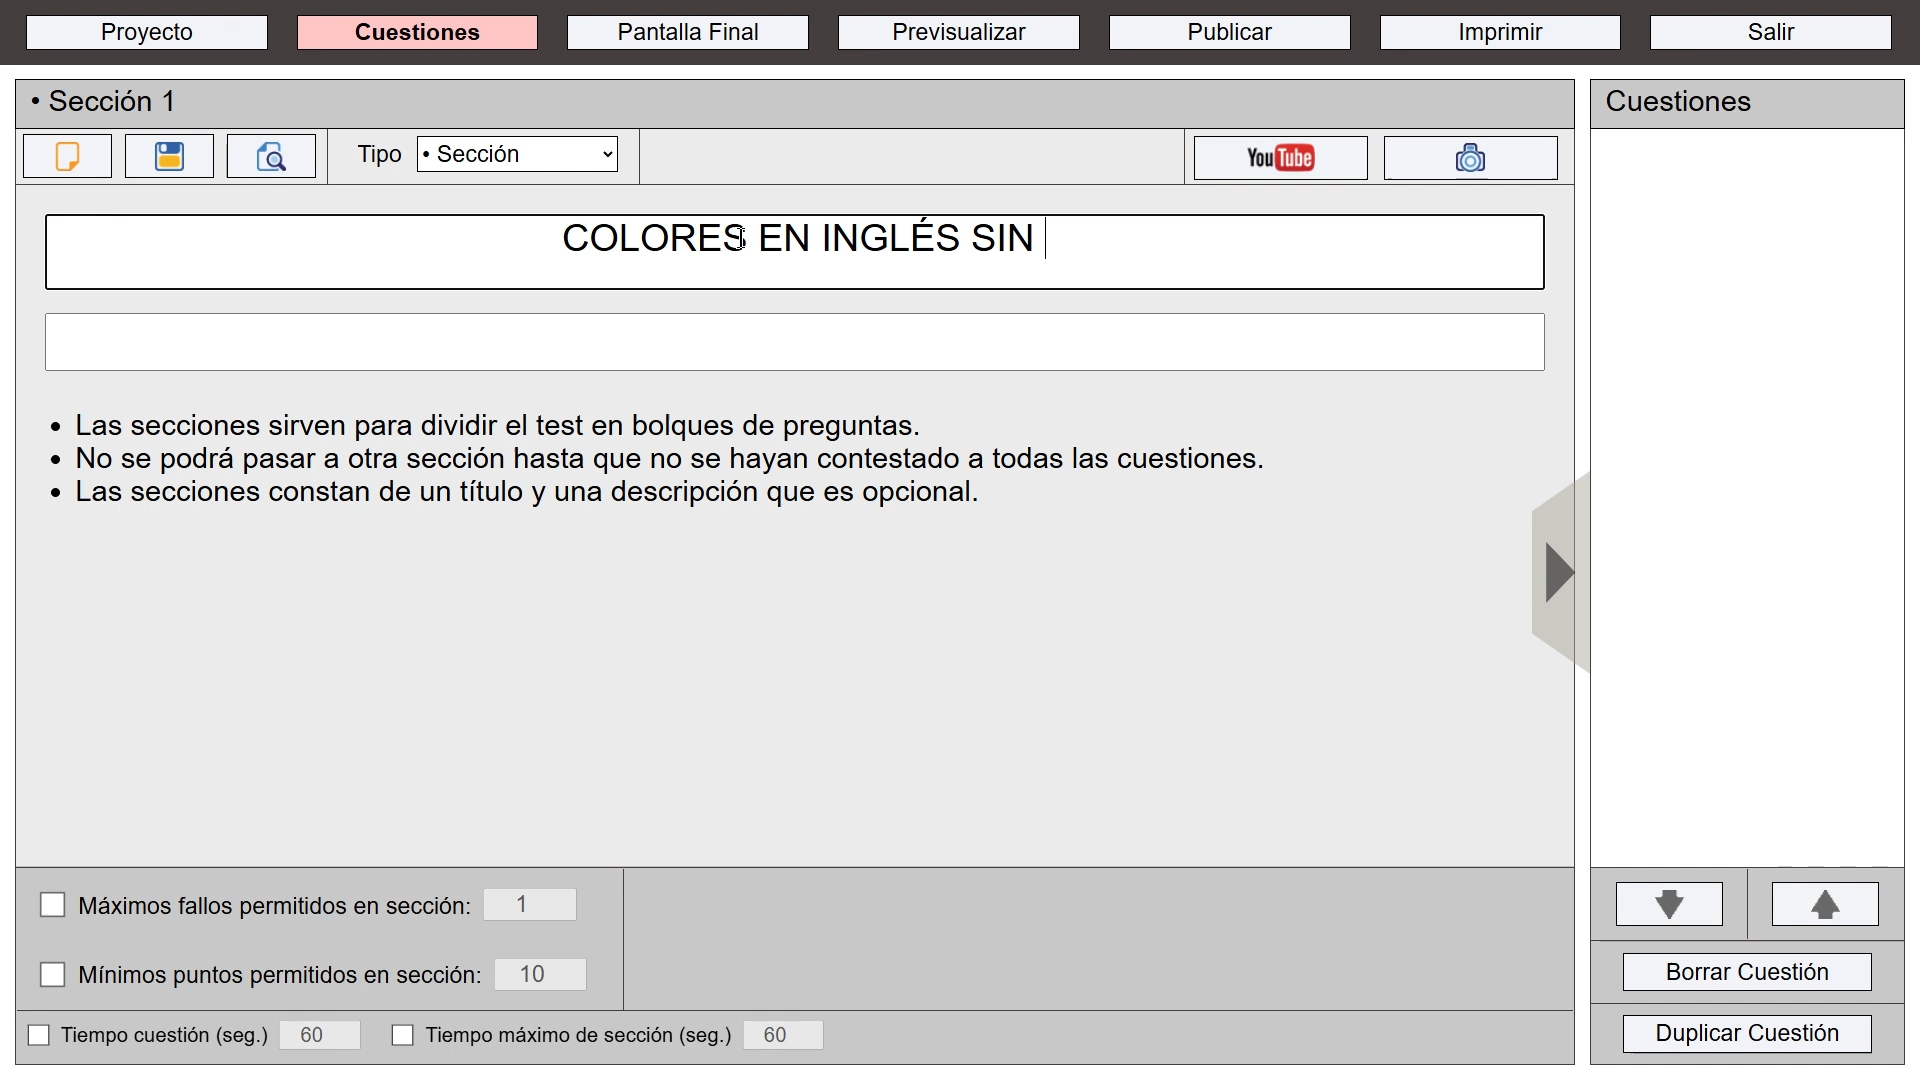 Proyecto
Cuestiones
Pantalla Final
Previsualizar
Publicar
Imprimir
Salir
• Sección 1
Cuestiones
Tipo
• Sección
YouTube
COLORES EN INGLÉS SIN
• Las secciones sirven para dividir el test en bolques de preguntas.
• No se podrá pasar a otra sección hasta que no se hayan contestado a todas las cuestiones.
• Las secciones constan de un título y una descripción que es opcional.
Máximos fallos permitidos en sección: 1
Mínimos puntos permitidos en sección: 10
Tiempo cuestión (seg.) 60
Tiempo máximo de sección (seg.) 60
Borrar Cuestión
Duplicar Cuestión